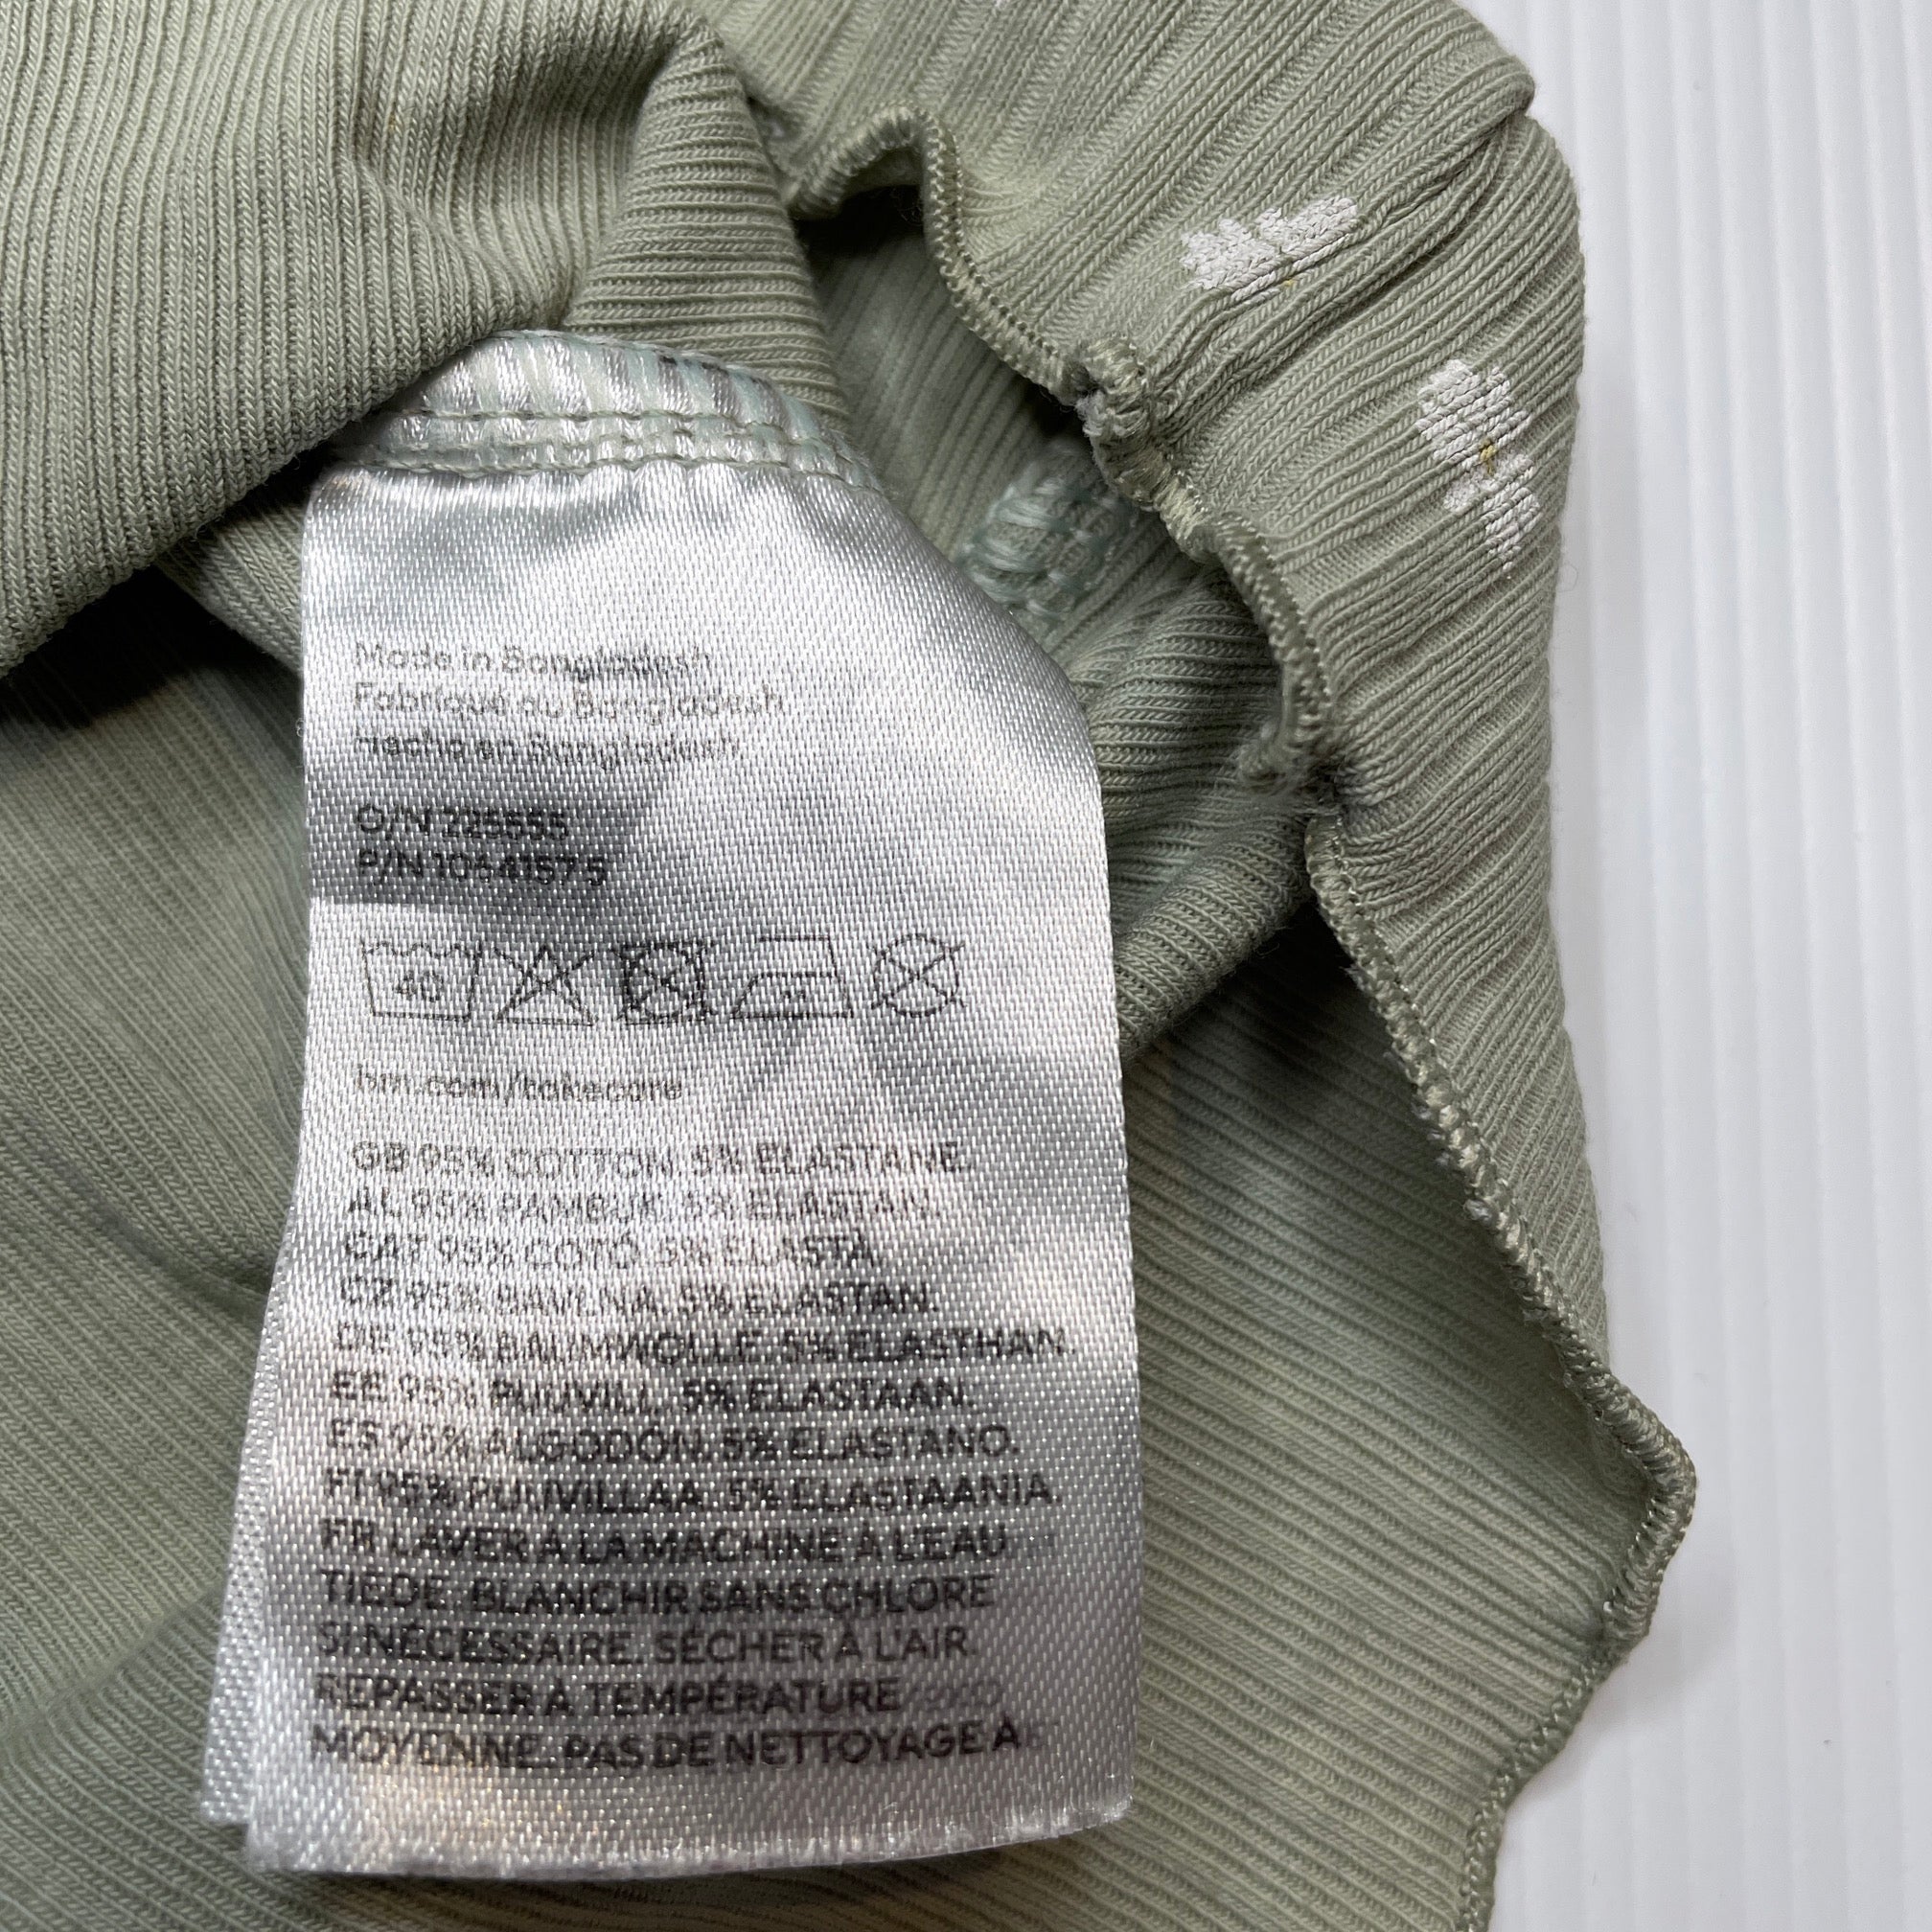 Made in Bangladesh
Fabriqué au Bangladesh
Hecho en Bangladesh
O/N 225555
P/N 10641575
40
hm.com/takecare
GB 95% COTTON, 5% ELASTANE.
AL 95% PAMBUK, 5% ELASTAN.
CAT 95% COTÓ, 5% ELASTÀ.
CZ 95% BAVLNA, 5% ELASTAN.
DE 95% BAUMWOLLE, 5% ELASTHAN.
EE 95% PUUVILL, 5% ELASTAAN.
ES 95% ALGODÓN, 5% ELASTANO.
FI 95% PUUVILLAA, 5% ELASTAANIA.
FR LAVER À LA MACHINE À L'EAU
TIÈDE. BLANCHIR SANS CHLORE
SI NÉCESSAIRE. SÉCHER À L'AIR.
REPASSER À TEMPÉRATURE
MOYENNE. PAS DE NETTOYAGE À